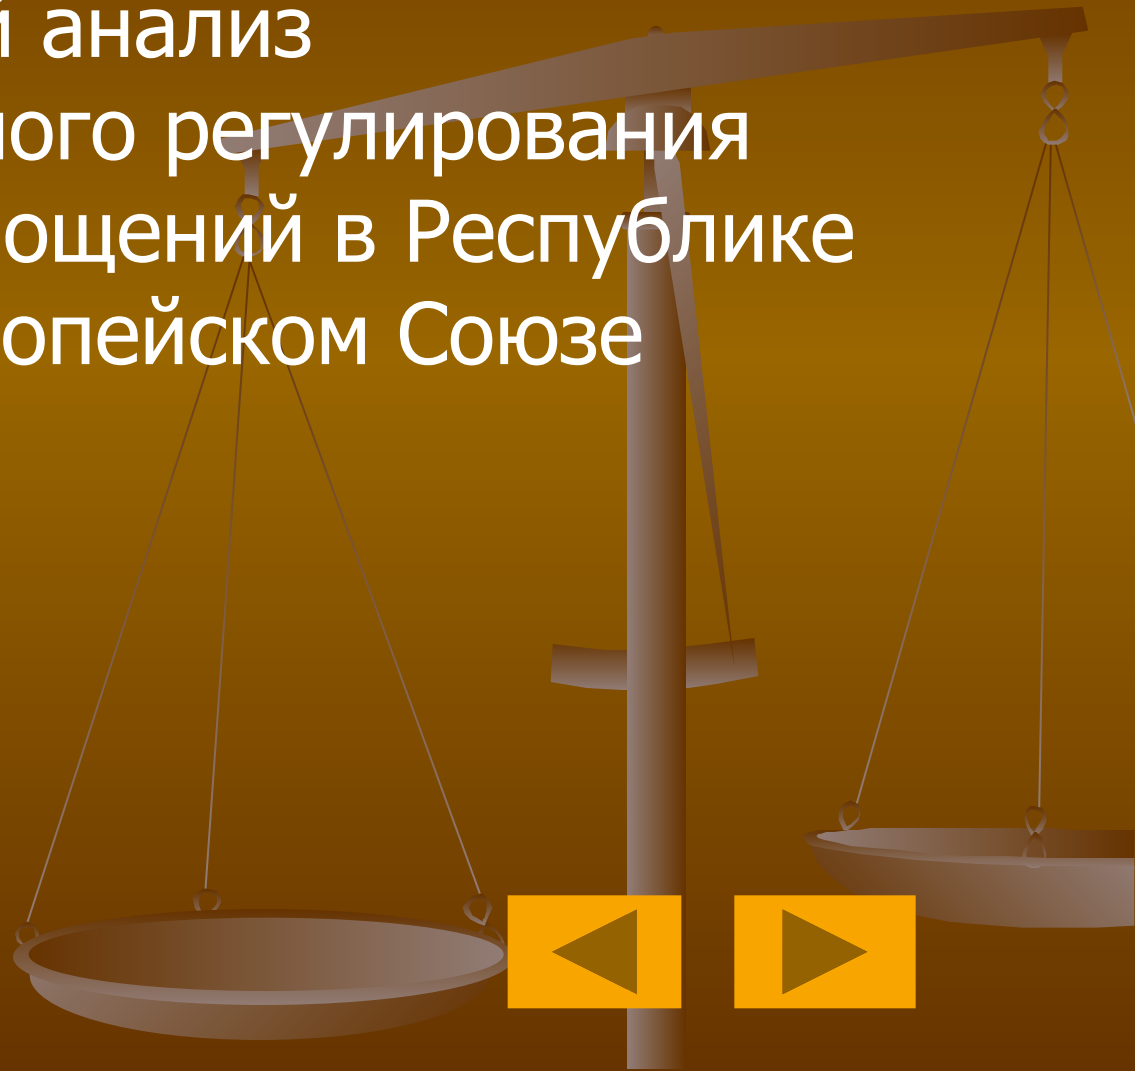 й анализ
ного регулирования
ощений в Республике
опейском Союзе